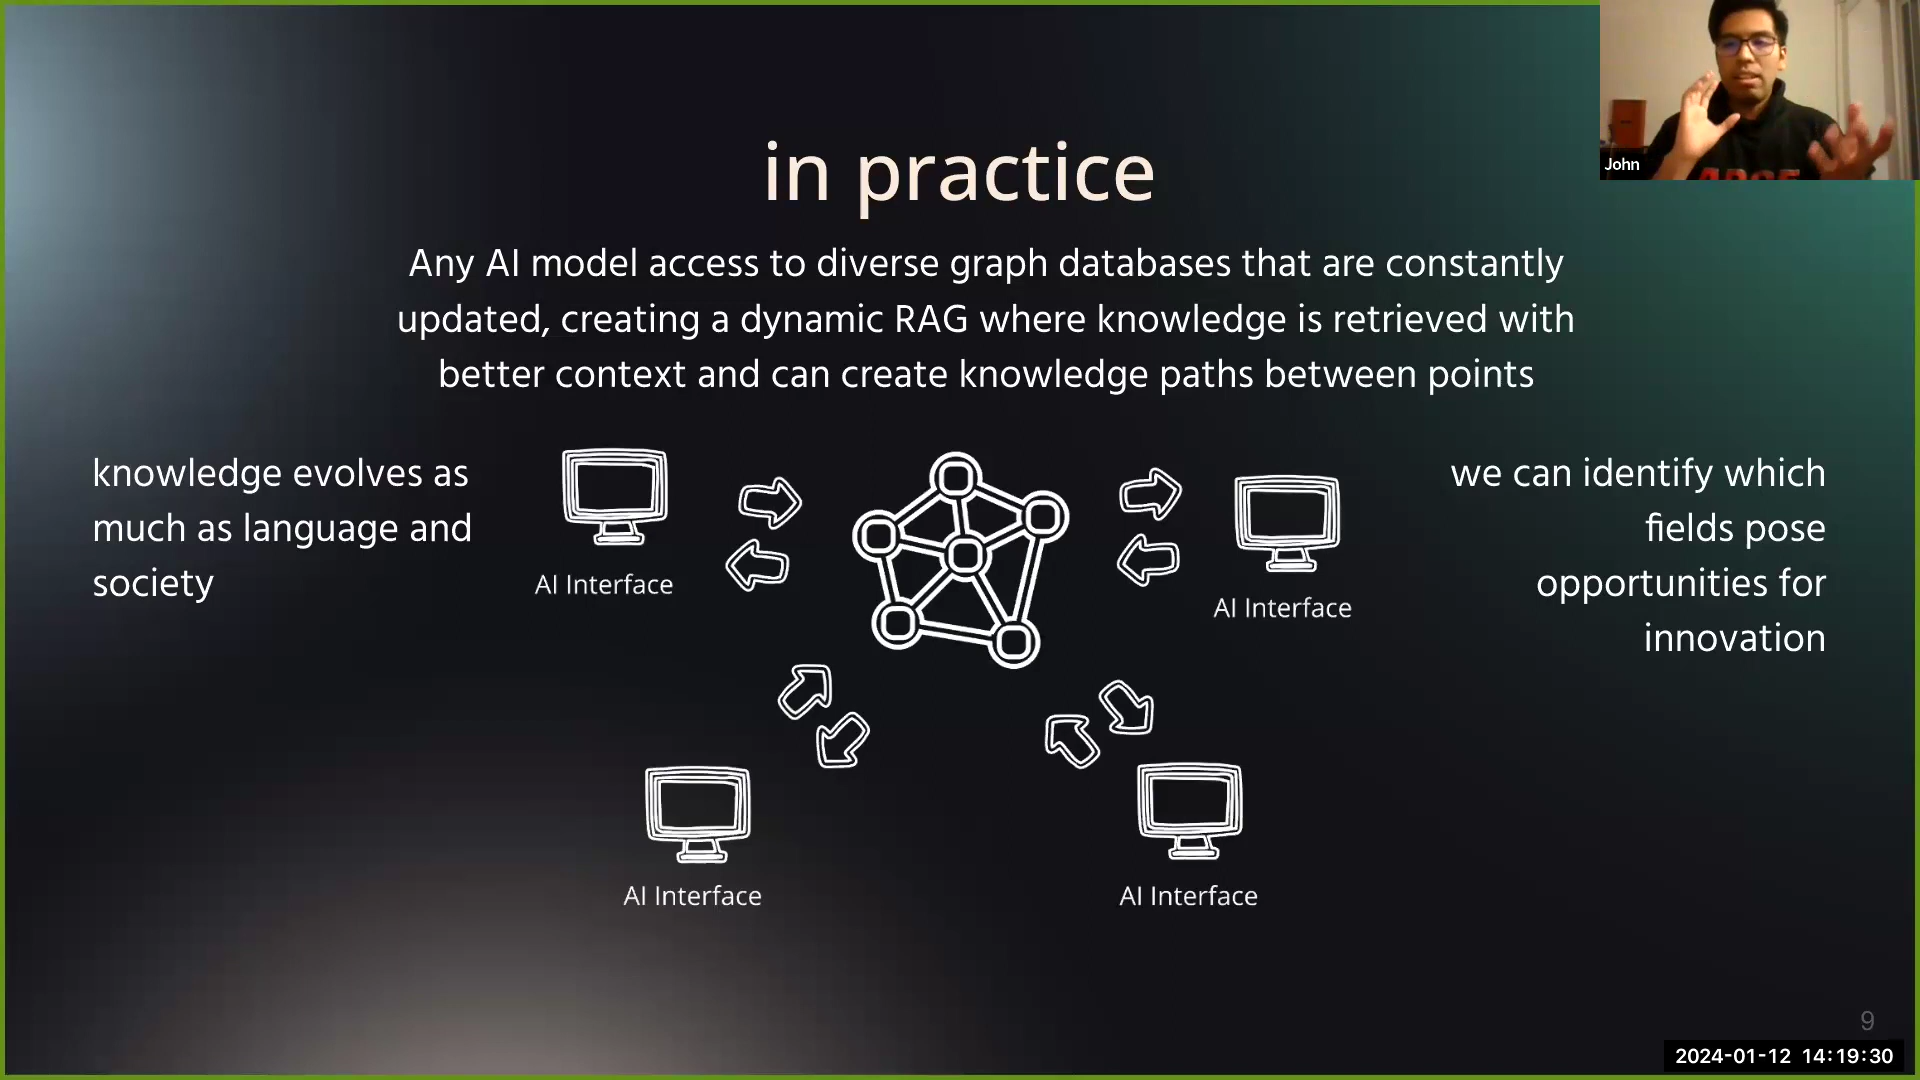 in practice
Any AI model access to diverse graph databases that are constantly
updated, creating a dynamic RAG where knowledge is retrieved with
better context and can create knowledge paths between points
knowledge evolves as
much as language and
society
AI Interface
AI Interface
we can identify which
fields pose
opportunities for
innovation
AI Interface
AI Interface
John
9
2024-01-12 14:19:30